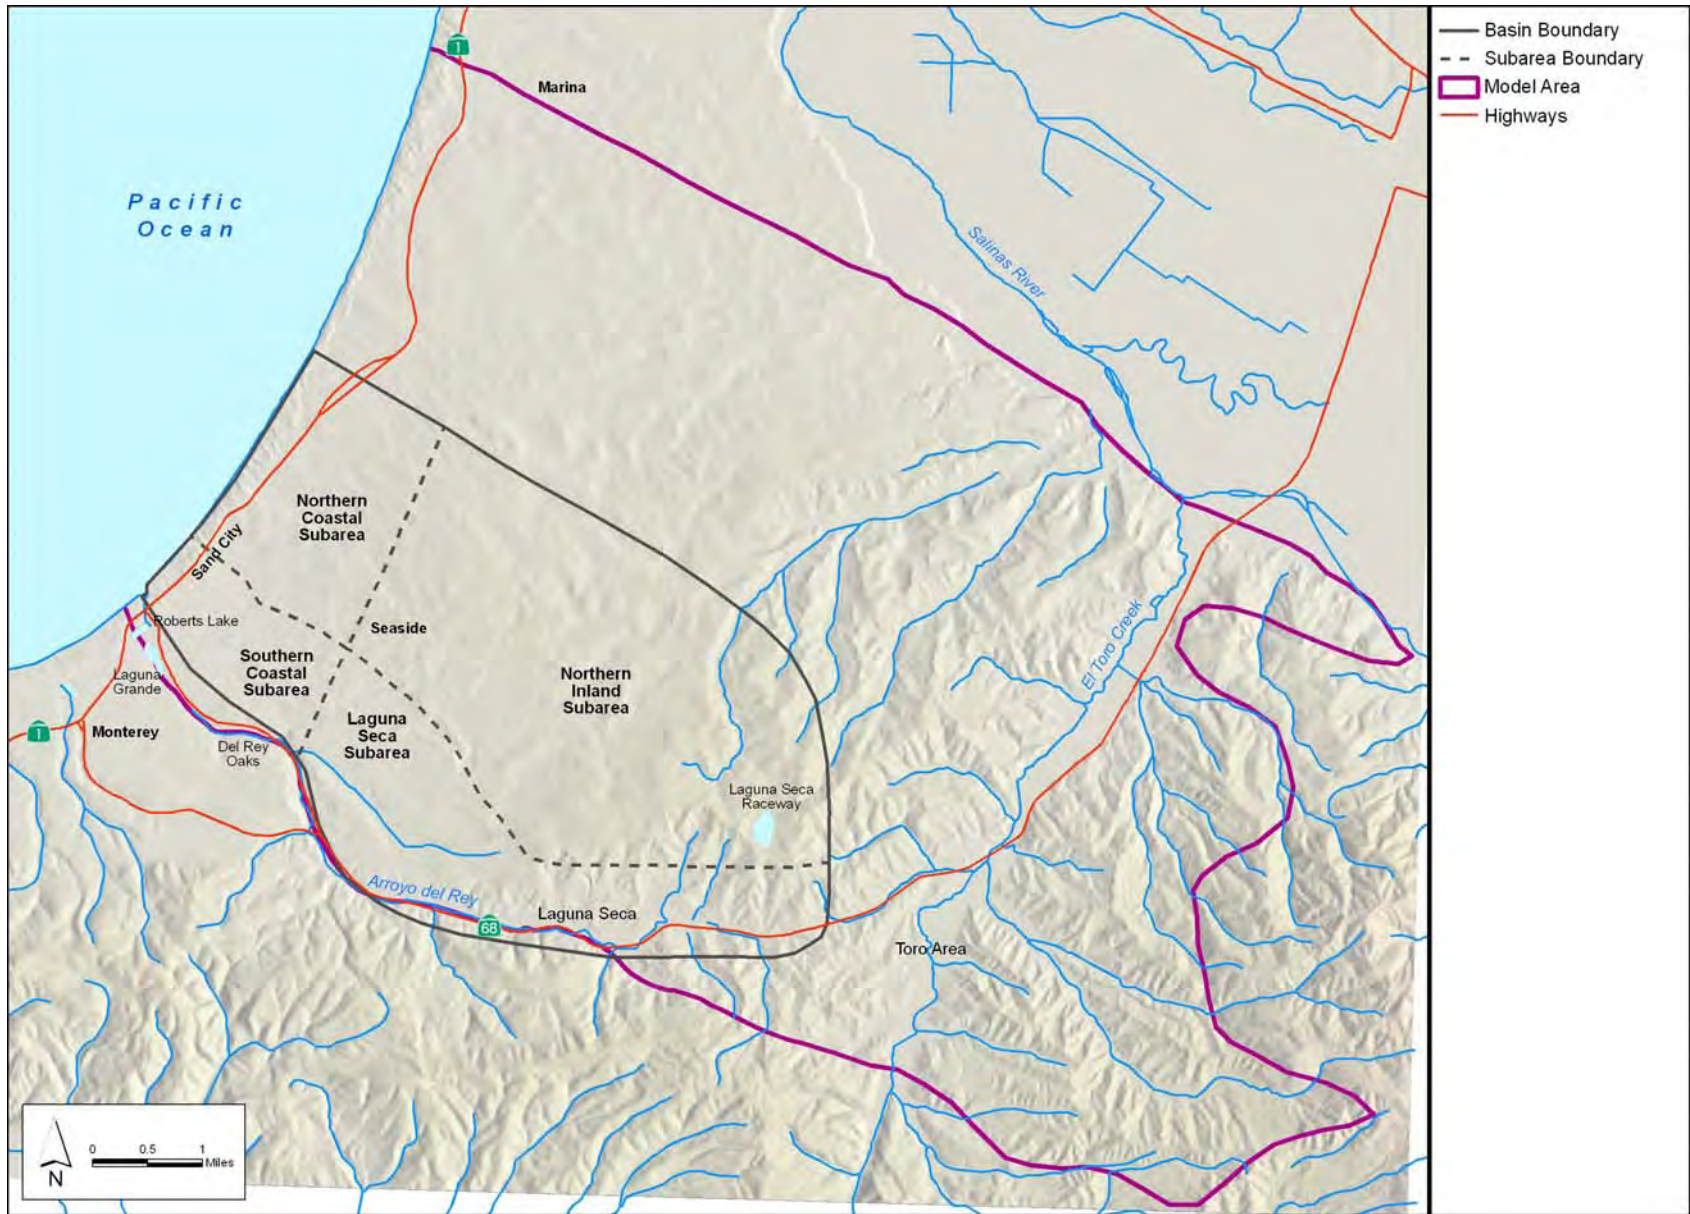 Basin Boundary
Subarea Boundary
Model Area
Highways
1
Marina
Pacific
Ocean
Salinas River
Northern
Coastal
Subarea
Sand City
Roberts Lake
Seaside
Southern
Coastal
Subarea
Laguna
Grande
Northern
Inland
Subarea
El Toro Creek
Laguna
Seca
Subarea
1
Monterey
Del Rey
Oaks
Laguna Seca
Raceway
Arroyo del Rey
68
Laguna Seca
Toro Area
N
0 0.5 1
Miles